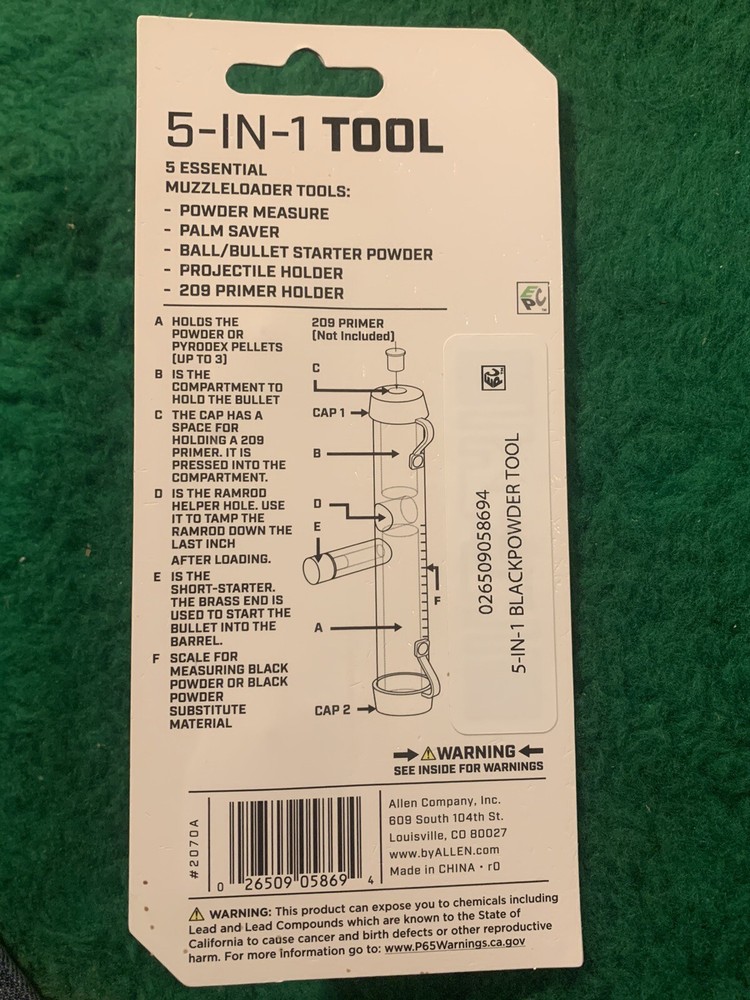 5-IN-1 TOOL
5 ESSENTIAL
MUZZLELOADER TOOLS:
- POWDER MEASURE
- PALM SAVER
- BALL/BULLET STARTER POWDER
- PROJECTILE HOLDER
- 209 PRIMER HOLDER
EPC
A HOLDS THE
POWDER OR
PYRODEX PELLETS
(UP TO 3)
B IS THE
COMPARTMENT TO
HOLD THE BULLET
C THE CAP HAS A
SPACE FOR
HOLDING A 209
PRIMER. IT IS
PRESSED INTO THE
COMPARTMENT.
D IS THE RAMROD
HELPER HOLE. USE
IT TO TAMP THE
RAMROD DOWN THE
LAST INCH
AFTER LOADING.
E IS THE
SHORT-STARTER.
THE BRASS END IS
USED TO START THE
BULLET INTO THE
BARREL.
F SCALE FOR
MEASURING BLACK
POWDER OR BLACK
POWDER
SUBSTITUTE
MATERIAL
209 PRIMER
(Not Included)
C
CAP 1
B
D
E
F
A
CAP 2
EPC
026509058694
5-IN-1 BLACKPOWDER TOOL
WARNING
SEE INSIDE FOR WARNINGS
#2070A
0 26509 05869 4
Allen Company, Inc.
609 South 104th St.
Louisville, CO 80027
www.byALLEN.com
Made in CHINA • r0
WARNING: This product can expose you to chemicals including
Lead and Lead Compounds which are known to the State of
California to cause cancer and birth defects or other reproductive
harm. For more information go to: www.P65Warnings.ca.gov